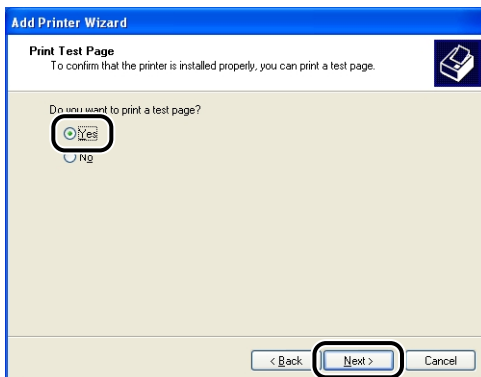 Add Printer Wizard
Print Test Page
To confirm that the printer is installed properly, you can print a test page.
Do you want to print a test page?
Yes
No
< Back Next > Cancel